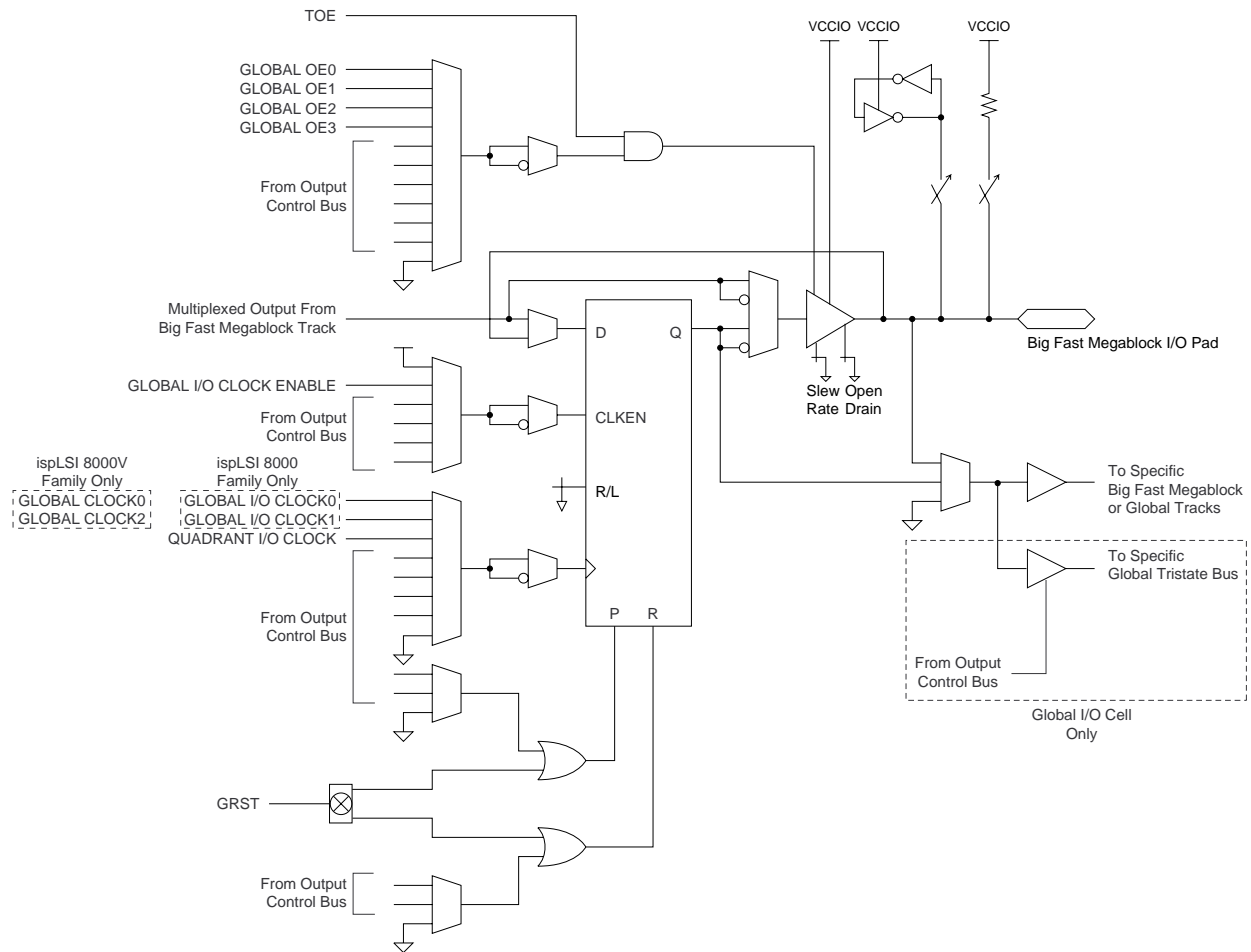 TOE
VCCIO
VCCIO
VCCIO
GLOBAL OE0
GLOBAL OE1
GLOBAL OE2
GLOBAL OE3
From Output
Control Bus
Multiplexed Output From
Big Fast Megablock Track
D
Q
Big Fast Megablock I/O Pad
Slew
Rate
Open
Drain
GLOBAL I/O CLOCK ENABLE
From Output
Control Bus
CLKEN
ispLSI 8000V
Family Only
GLOBAL CLOCK0
GLOBAL CLOCK2
ispLSI 8000
Family Only
GLOBAL I/O CLOCK0
GLOBAL I/O CLOCK1
QUADRANT I/O CLOCK
R/L
To Specific
Big Fast Megablock
or Global Tracks
To Specific
Global Tristate Bus
From Output
Control Bus
P
R
From Output
Control Bus
Global I/O Cell
Only
GRST
From Output
Control Bus